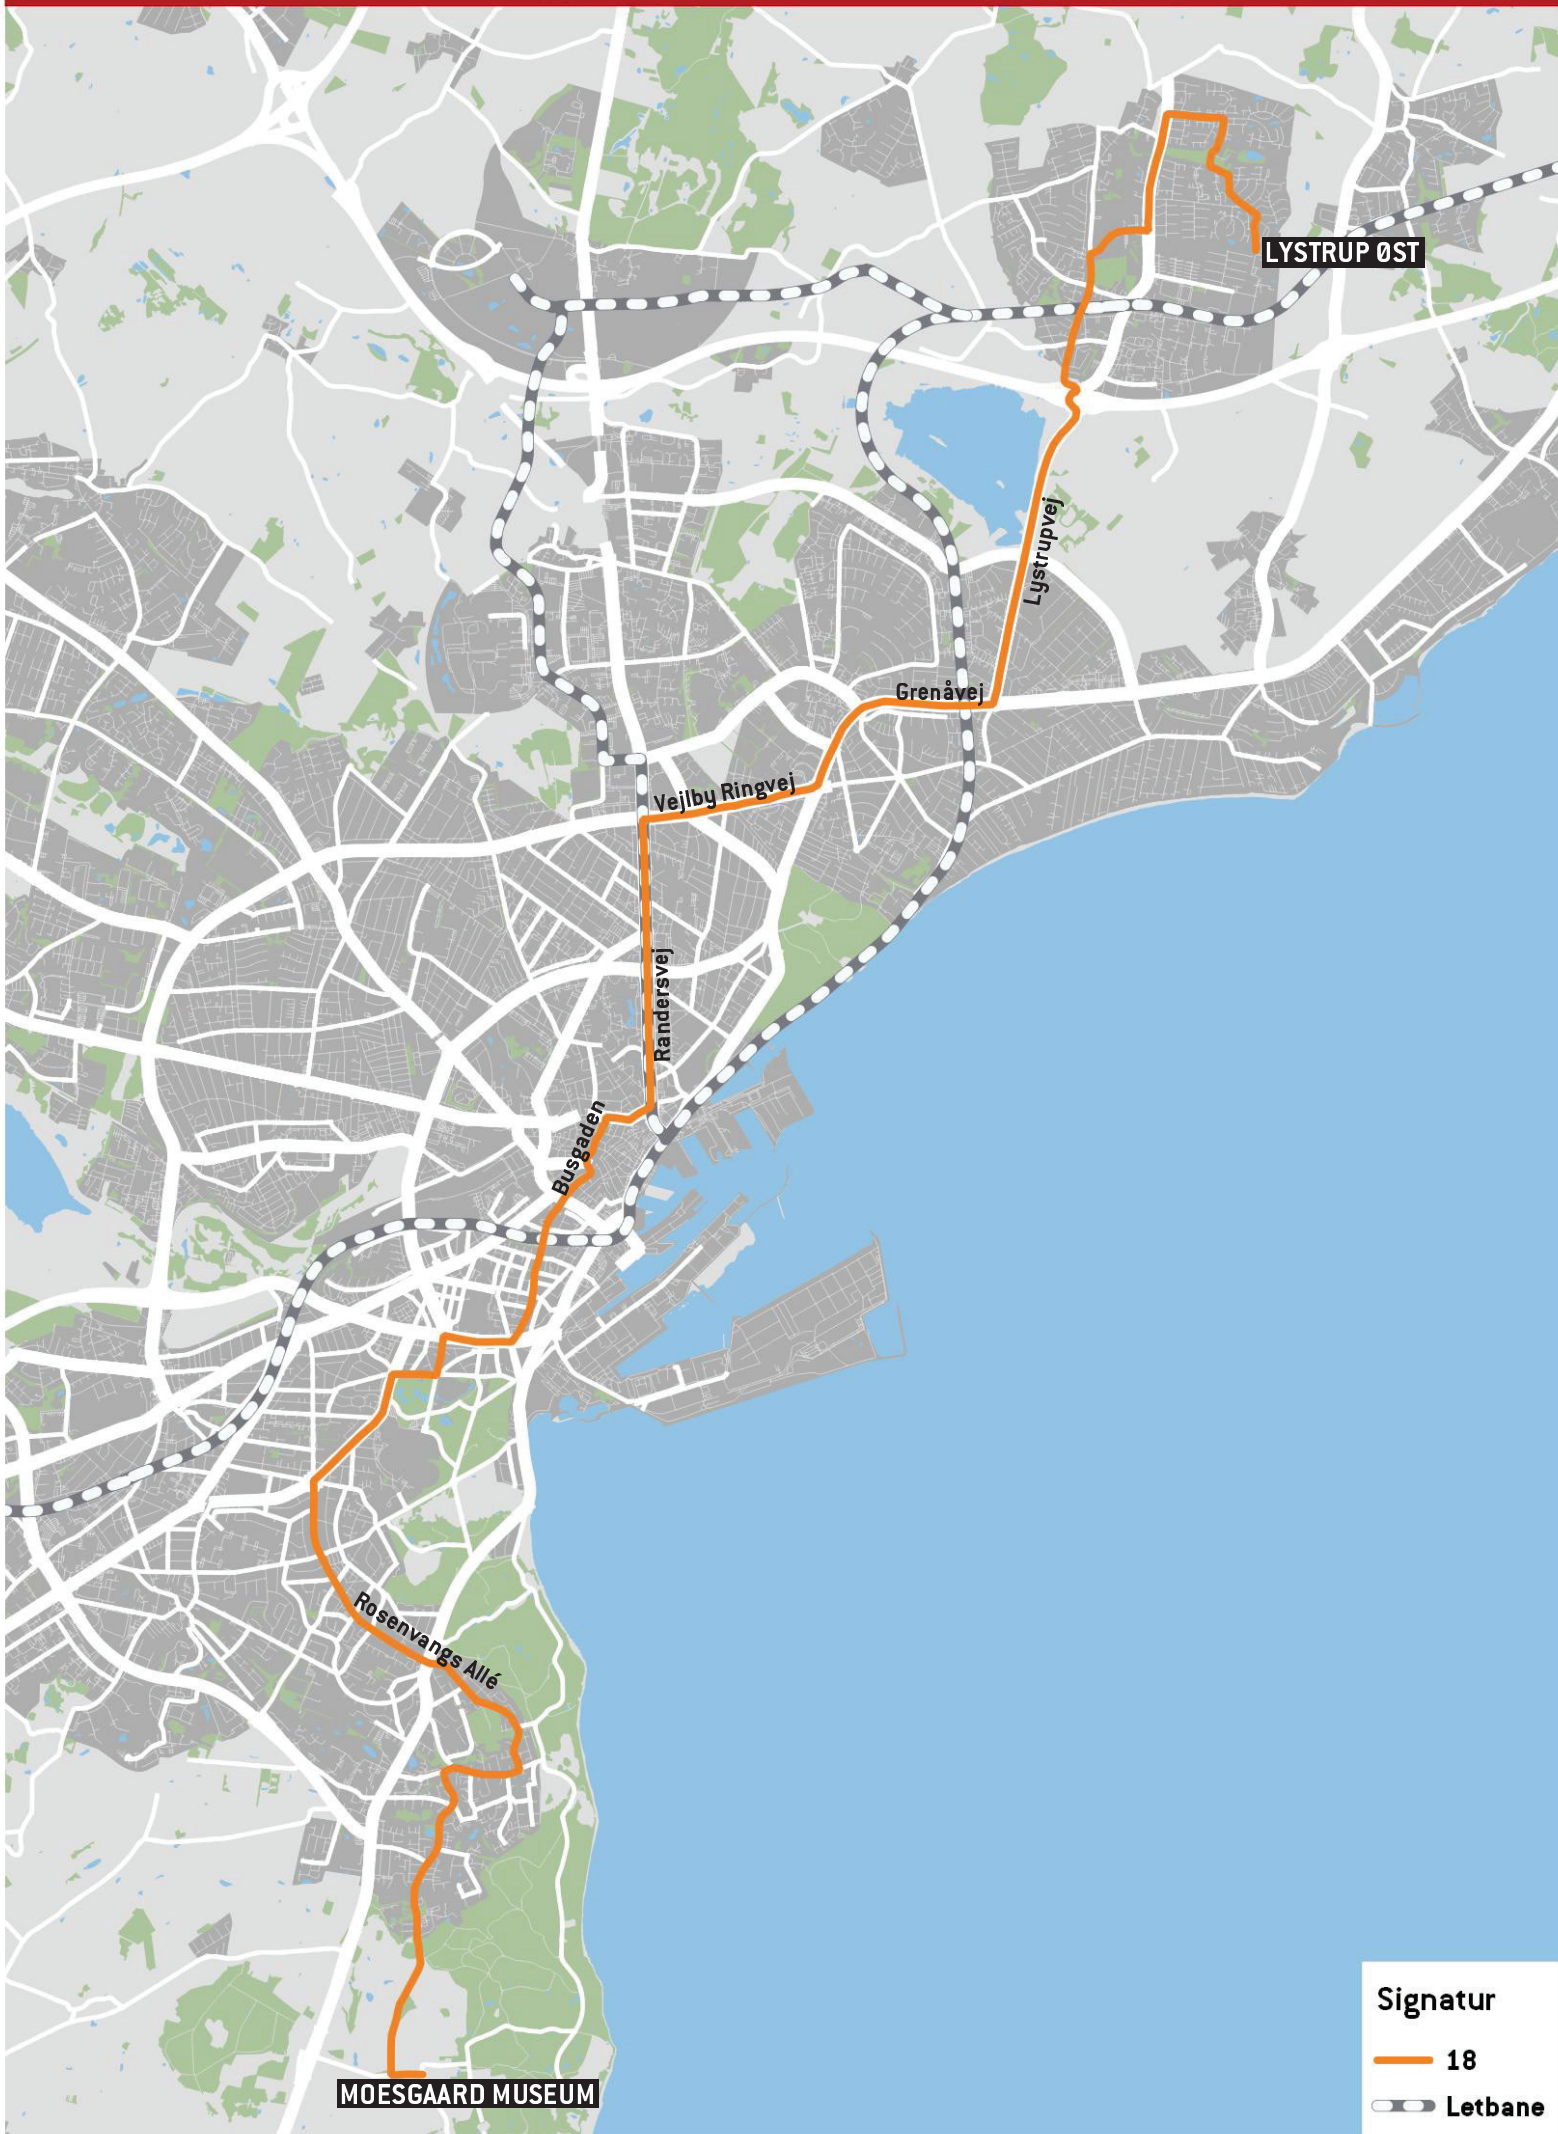 LYSTRUP ØST
Lystrupvej
Grenåvej
Vejlby Ringvej
Randersvej
Busgaden
Rosenvangs Allé
MOESGAARD MUSEUM
Signatur
18
Letbane